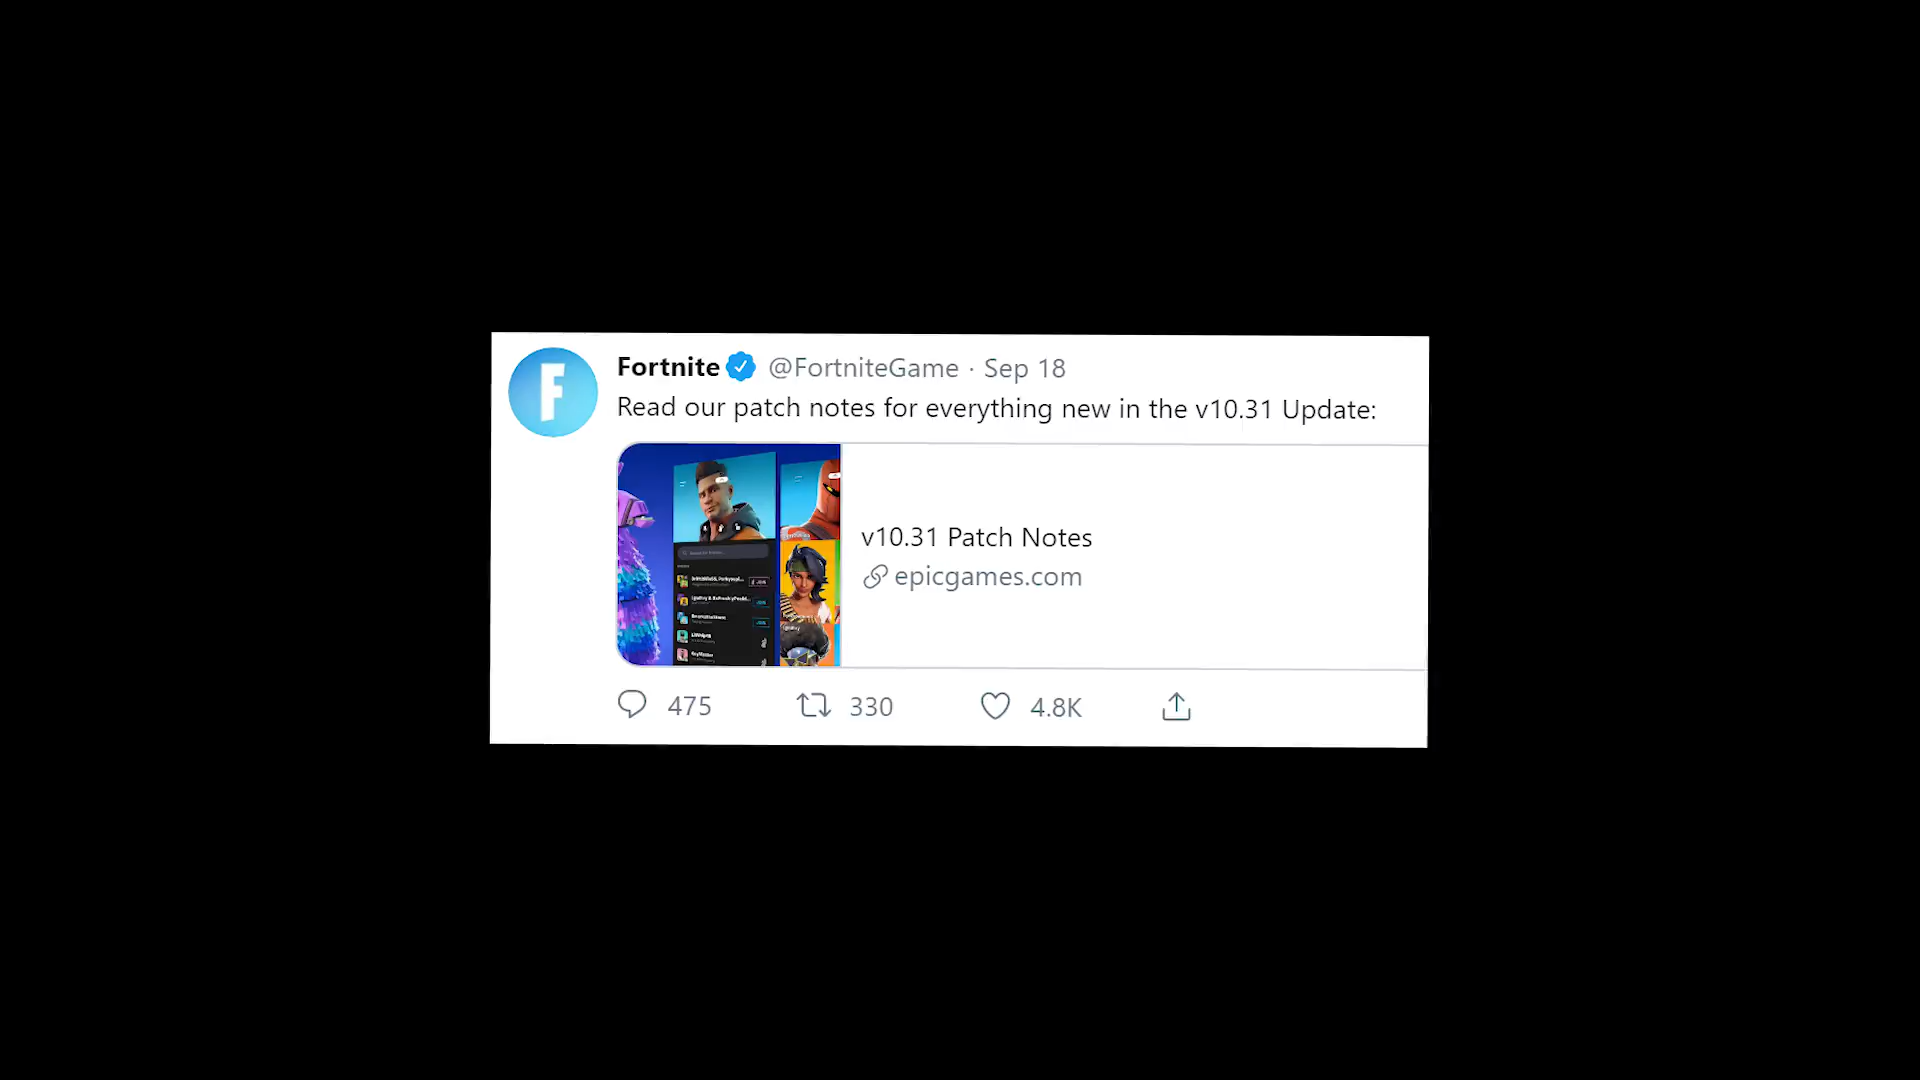 Fortnite @FortniteGame · Sep 18
Read our patch notes for everything new in the v10.31 Update:
v10.31 Patch Notes
epicgames.com
475 330 4.8K